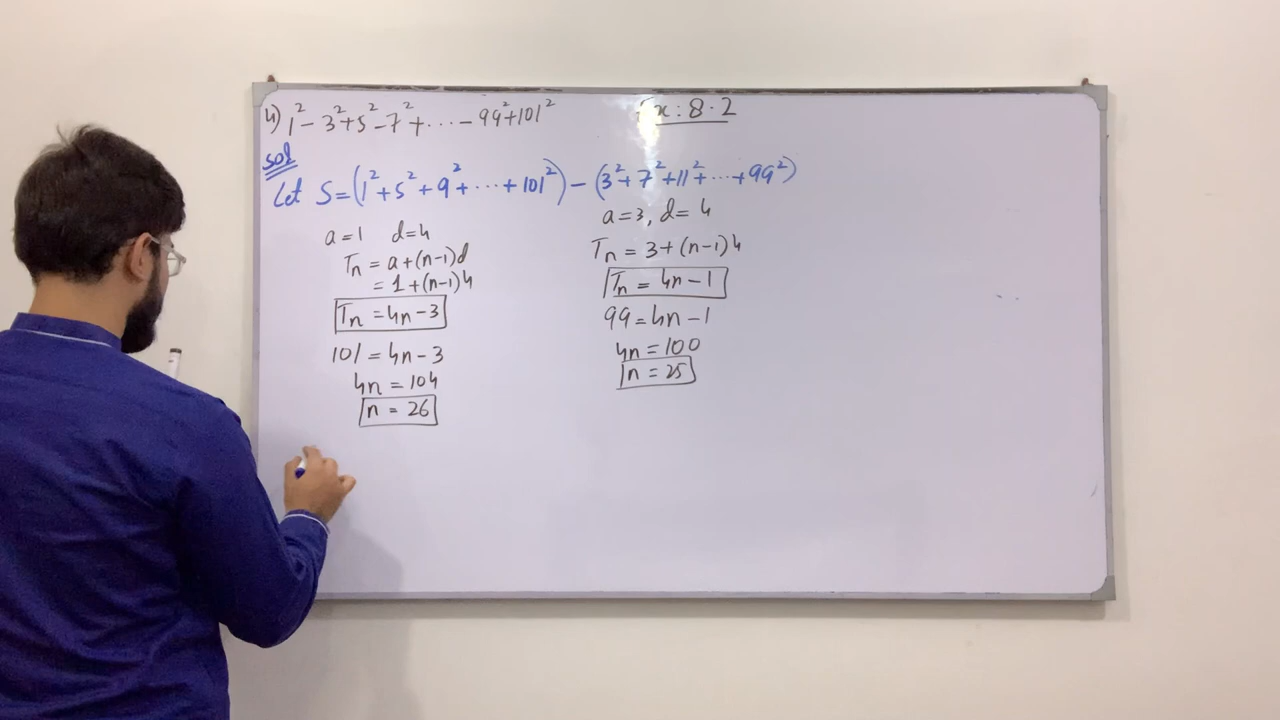 4) 1² - 3² + 5² - 7² + ... - 99² + 101²
Ex: 8.2
Sol
Let S = (1² + 5² + 9² + ... + 101²) - (3² + 7² + 11² + ... + 99²)
a = 1 d = 4
Tn = a + (n-1)d
= 1 + (n-1)4
Tn = 4n - 3
101 = 4n - 3
4n = 104
n = 26
a = 3, d = 4
Tn = 3 + (n-1)4
Tn = 4n - 1
99 = 4n - 1
4n = 100
n = 25